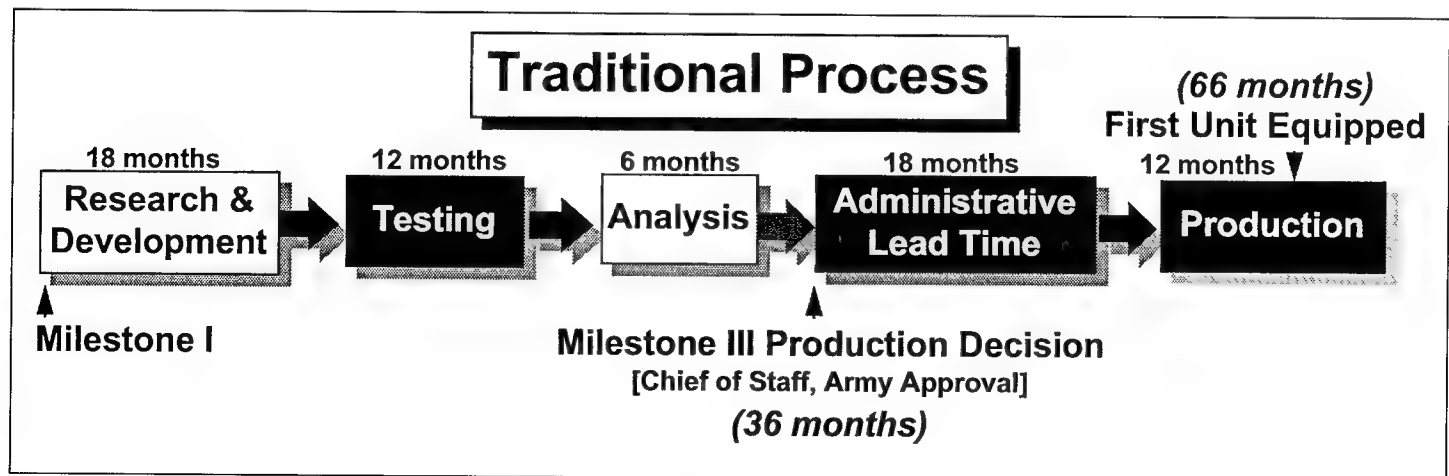 Traditional Process
(66 months)
First Unit Equipped
18 months
Research &
Development
12 months
Testing
6 months
Analysis
18 months
Administrative
Lead Time
12 months
Production
Milestone I
Milestone III Production Decision
[Chief of Staff, Army Approval]
(36 months)